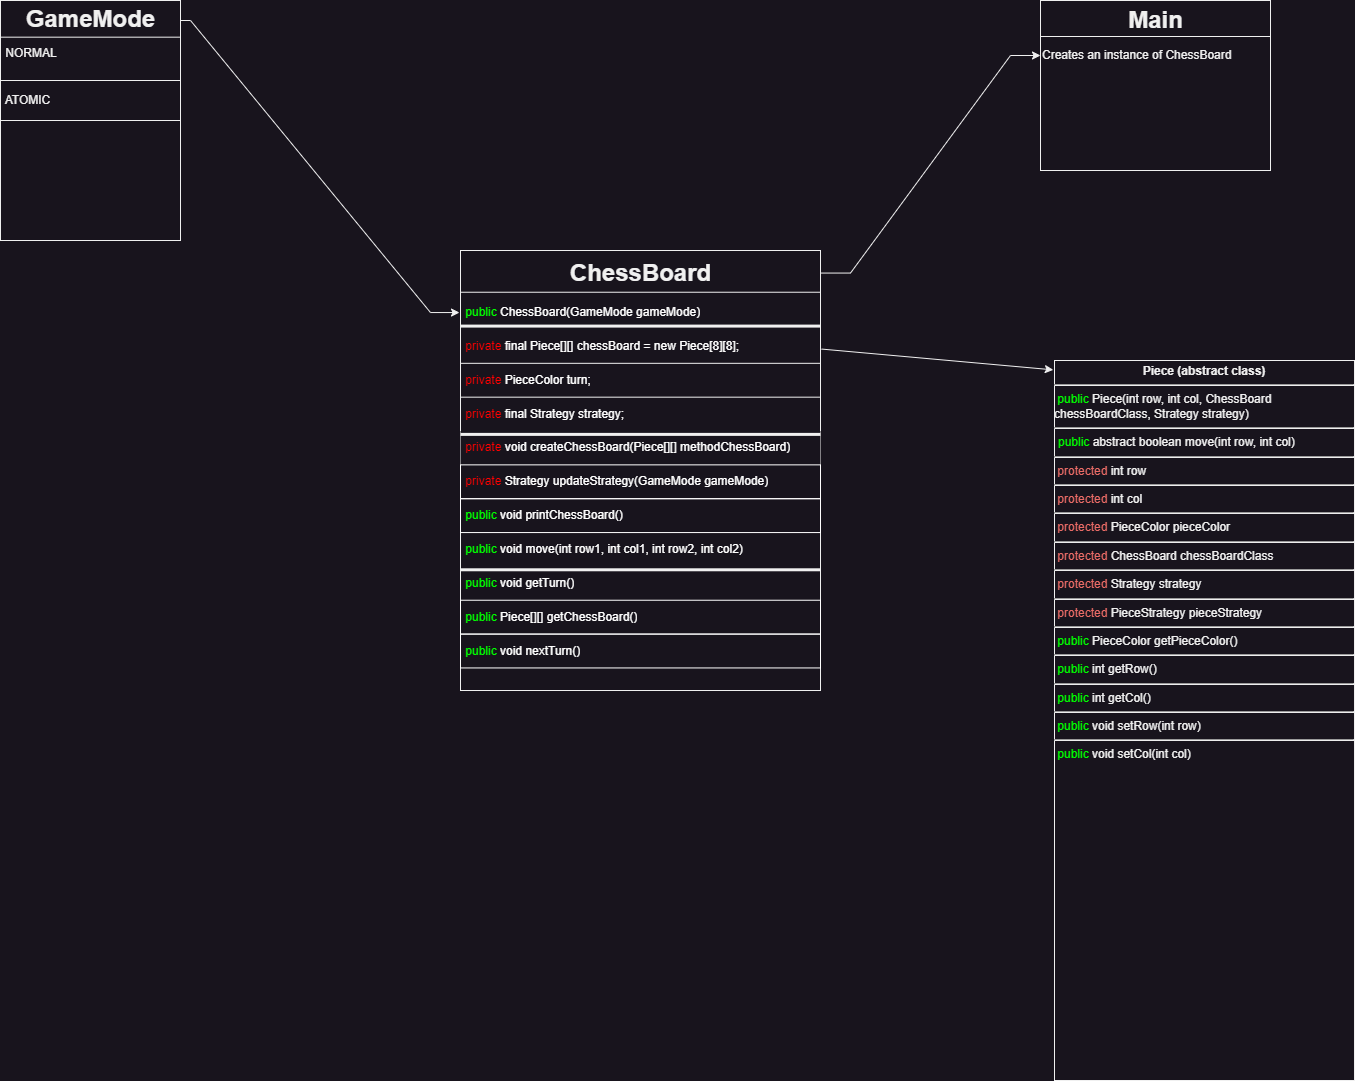 GameMode
NORMAL
ATOMIC
Main
Creates an instance of ChessBoard
ChessBoard
public ChessBoard(GameMode gameMode)
private final Piece[][] chessBoard = new Piece[8][8];
private PieceColor turn;
private final Strategy strategy;
private void createChessBoard(Piece[][] methodChessBoard)
private Strategy updateStrategy(GameMode gameMode)
public void printChessBoard()
public void move(int row1, int col1, int row2, int col2)
public void getTurn()
public Piece[][] getChessBoard()
public void nextTurn()
Piece (abstract class)
public Piece(int row, int col, ChessBoard
chessBoardClass, Strategy strategy)
public abstract boolean move(int row, int col)
protected int row
protected int col
protected PieceColor pieceColor
protected ChessBoard chessBoardClass
protected Strategy strategy
protected PieceStrategy pieceStrategy
public PieceColor getPieceColor()
public int getRow()
public int getCol()
public void setRow(int row)
public void setCol(int col)